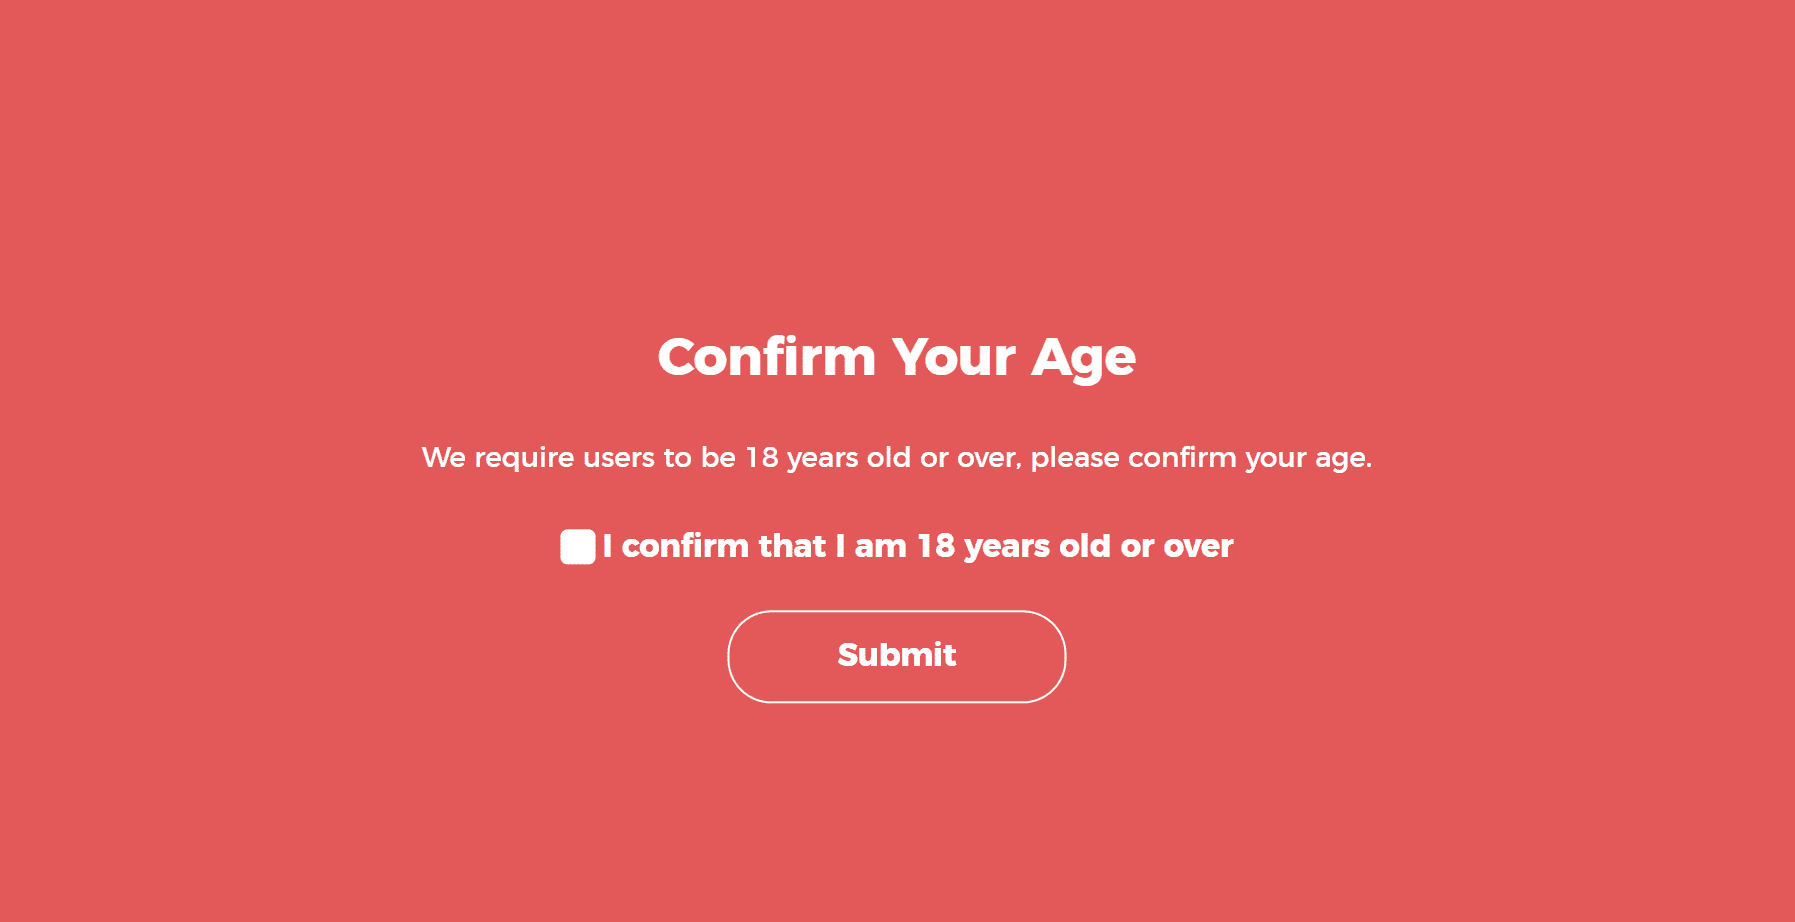 Confirm Your Age
We require users to be 18 years old or over, please confirm your age.
I confirm that I am 18 years old or over
Submit